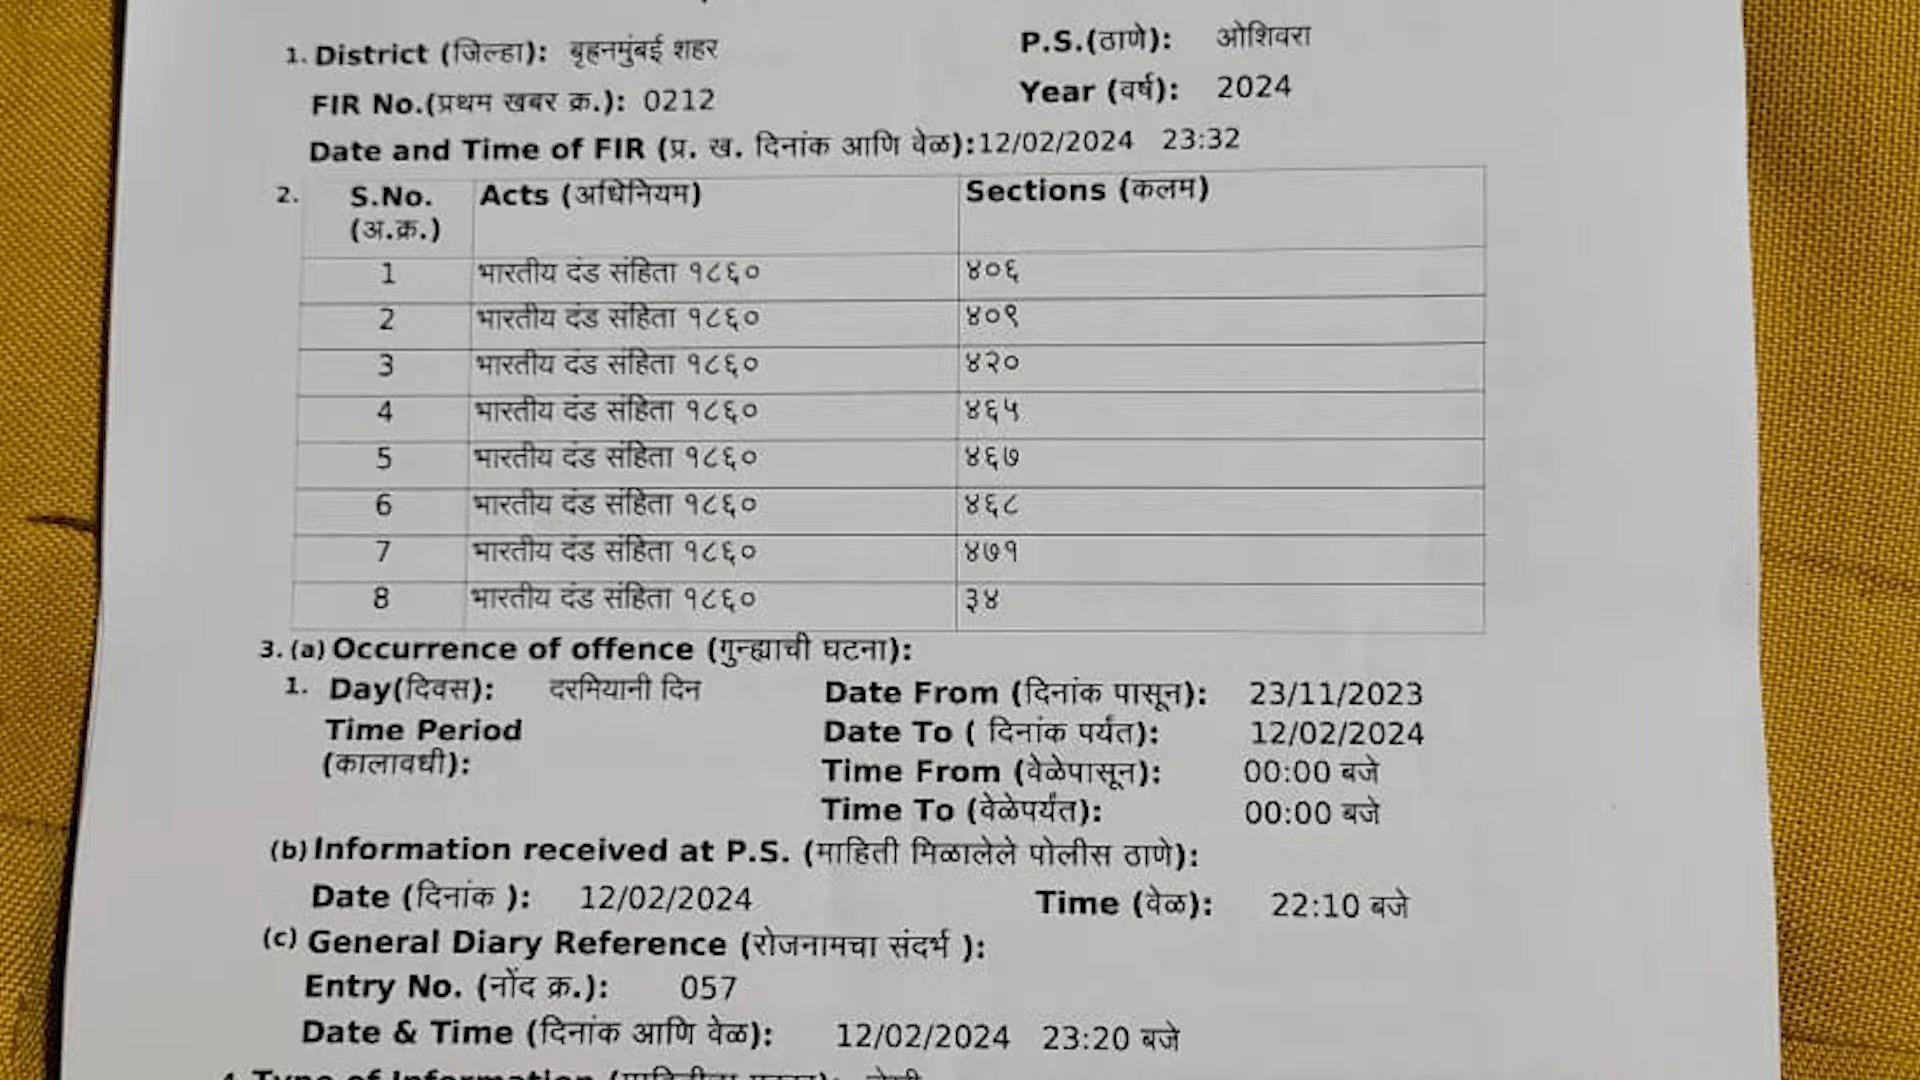 1. District (जिल्हा): बृहनमुंबई शहर P.S.(ठाणे): ओशिवरा
FIR No.(प्रथम खबर क्र.): 0212 Year (वर्ष): 2024
Date and Time of FIR (प्र. ख. दिनांक आणि वेळ):12/02/2024 23:32
2. S.No. Acts (अधिनियम) Sections (कलम)
(अ.क्र.)
1 भारतीय दंड संहिता १८६० ४०६
2 भारतीय दंड संहिता १८६० ४०९
3 भारतीय दंड संहिता १८६० ४२०
4 भारतीय दंड संहिता १८६० ४६५
5 भारतीय दंड संहिता १८६० ४६७
6 भारतीय दंड संहिता १८६० ४६८
7 भारतीय दंड संहिता १८६० ४७१
8 भारतीय दंड संहिता १८६० ३४
3. (a) Occurrence of offence (गुन्ह्याची घटना):
1. Day(दिवस): दरमियानी दिन Date From (दिनांक पासून): 23/11/2023
Time Period Date To ( दिनांक पर्यंत): 12/02/2024
(कालावधी): Time From (वेळेपासून): 00:00 बजे
Time To (वेळेपर्यंत): 00:00 बजे
(b) Information received at P.S. (माहिती मिळालेले पोलीस ठाणे):
Date (दिनांक ): 12/02/2024 Time (वेळ): 22:10 बजे
(c) General Diary Reference (रोजनामचा संदर्भ ):
Entry No. (नोंद क्र.): 057
Date & Time (दिनांक आणि वेळ): 12/02/2024 23:20 बजे
4. Type of Information